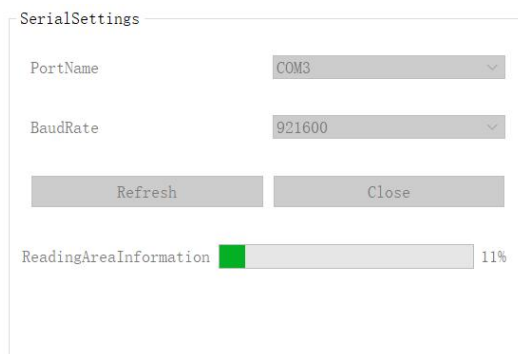 SerialSettings
PortName COM3
BaudRate 921600
Refresh Close
ReadingAreaInformation 11%